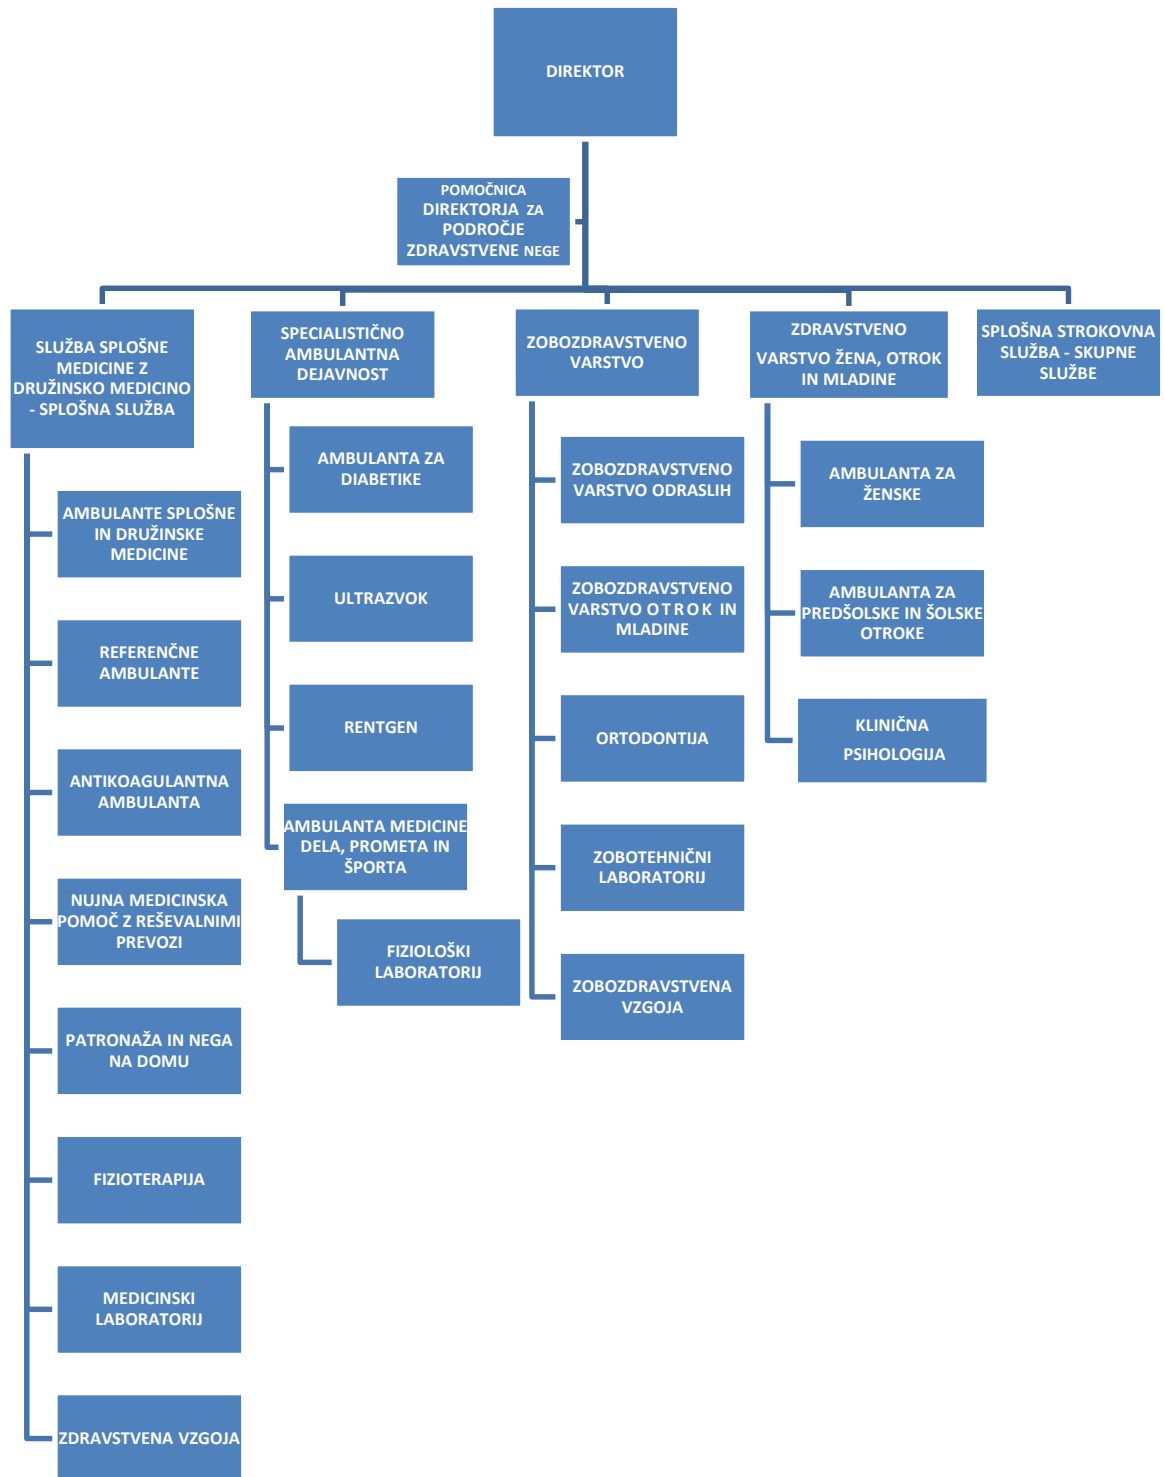 DIREKTOR
POMOČNICA
DIREKTORJA ZA
PODROČJE
ZDRAVSTVENE NEGE
SLUŽBA SPLOŠNE
MEDICINE Z
DRUŽINSKO MEDICINO
- SPLOŠNA SLUŽBA
AMBULANTE SPLOŠNE
IN DRUŽINSKE
MEDICINE
REFERENČNE
AMBULANTE
ANTIKOAGULANTNA
AMBULANTA
NUJNA MEDICINSKA
POMOČ Z REŠEVALNIMI
PREVOZI
PATRONAŽA IN NEGA
NA DOMU
FIZIOTERAPIJA
MEDICINSKI
LABORATORIJ
ZDRAVSTVENA VZGOJA
SPECIALISTIČNO
AMBULANTNA
DEJAVNOST
AMBULANTA ZA
DIABETIKE
ULTRAZVOK
RENTGEN
AMBULANTA MEDICINE
DELA, PROMETA IN
ŠPORTA
FIZIOLOŠKI
LABORATORIJ
ZOBOZDRAVSTVENO
VARSTVO
ZOBOZDRAVSTVENO
VARSTVO ODRASLIH
ZOBOZDRAVSTVENO
VARSTVO OTROK IN
MLADINE
ORTODONTIJA
ZOBOTEHNIČNI
LABORATORIJ
ZOBOZDRAVSTVENA
VZGOJA
ZDRAVSTVENO
VARSTVO ŽENA, OTROK
IN MLADINE
AMBULANTA ZA
ŽENSKE
AMBULANTA ZA
PREDŠOLSKE IN ŠOLSKE
OTROKE
KLINIČNA
PSIHOLOGIJA
SPLOŠNA STROKOVNA
SLUŽBA - SKUPNE
SLUŽBE